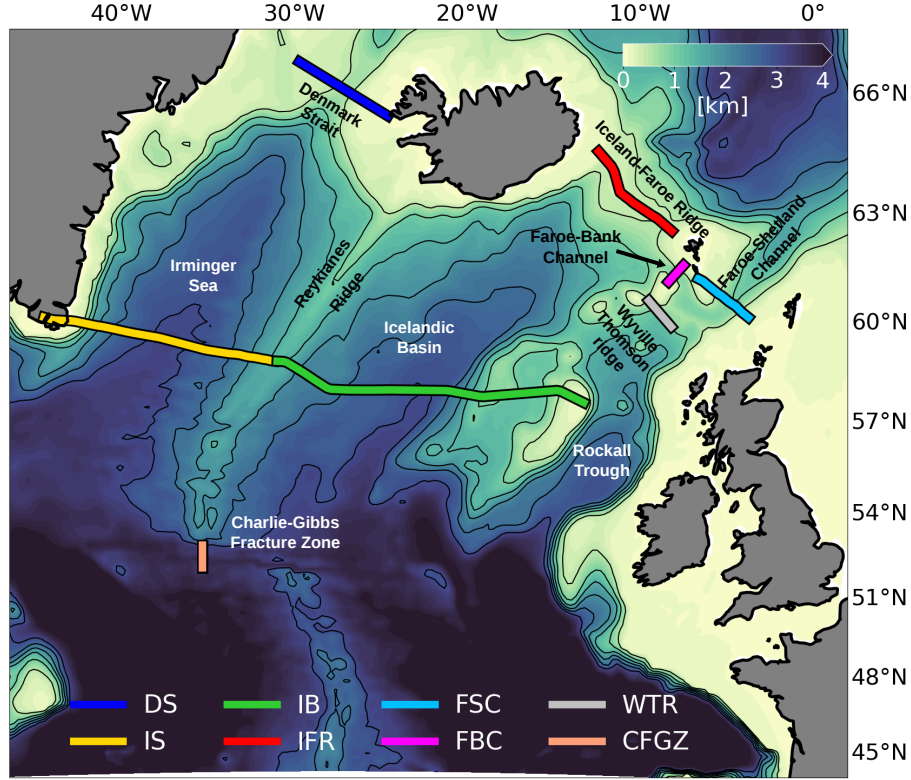 40°W 30°W 20°W 10°W 0°
0 1 2 3 4
[km]
66°N
Denmark
Strait
Iceland-Faroe Ridge
63°N
Faroe-Shetland
Channel
Faroe-Bank
Channel
Reykianes
Ridge
Irminger
Sea
60°N
Wyville
Thomson
ridge
Icelandic
Basin
57°N
Rockall
Trough
54°N
Charlie-Gibbs
Fracture Zone
51°N
48°N
DS IB FSC WTR
IS IFR FBC CFGZ
45°N